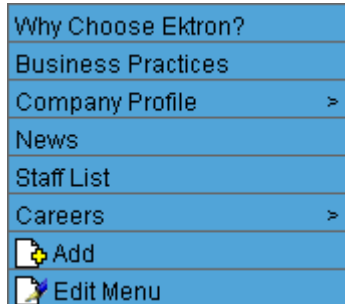 Why Choose Ektron?
Business Practices
Company Profile >
News
Staff List
Careers >
Add
Edit Menu